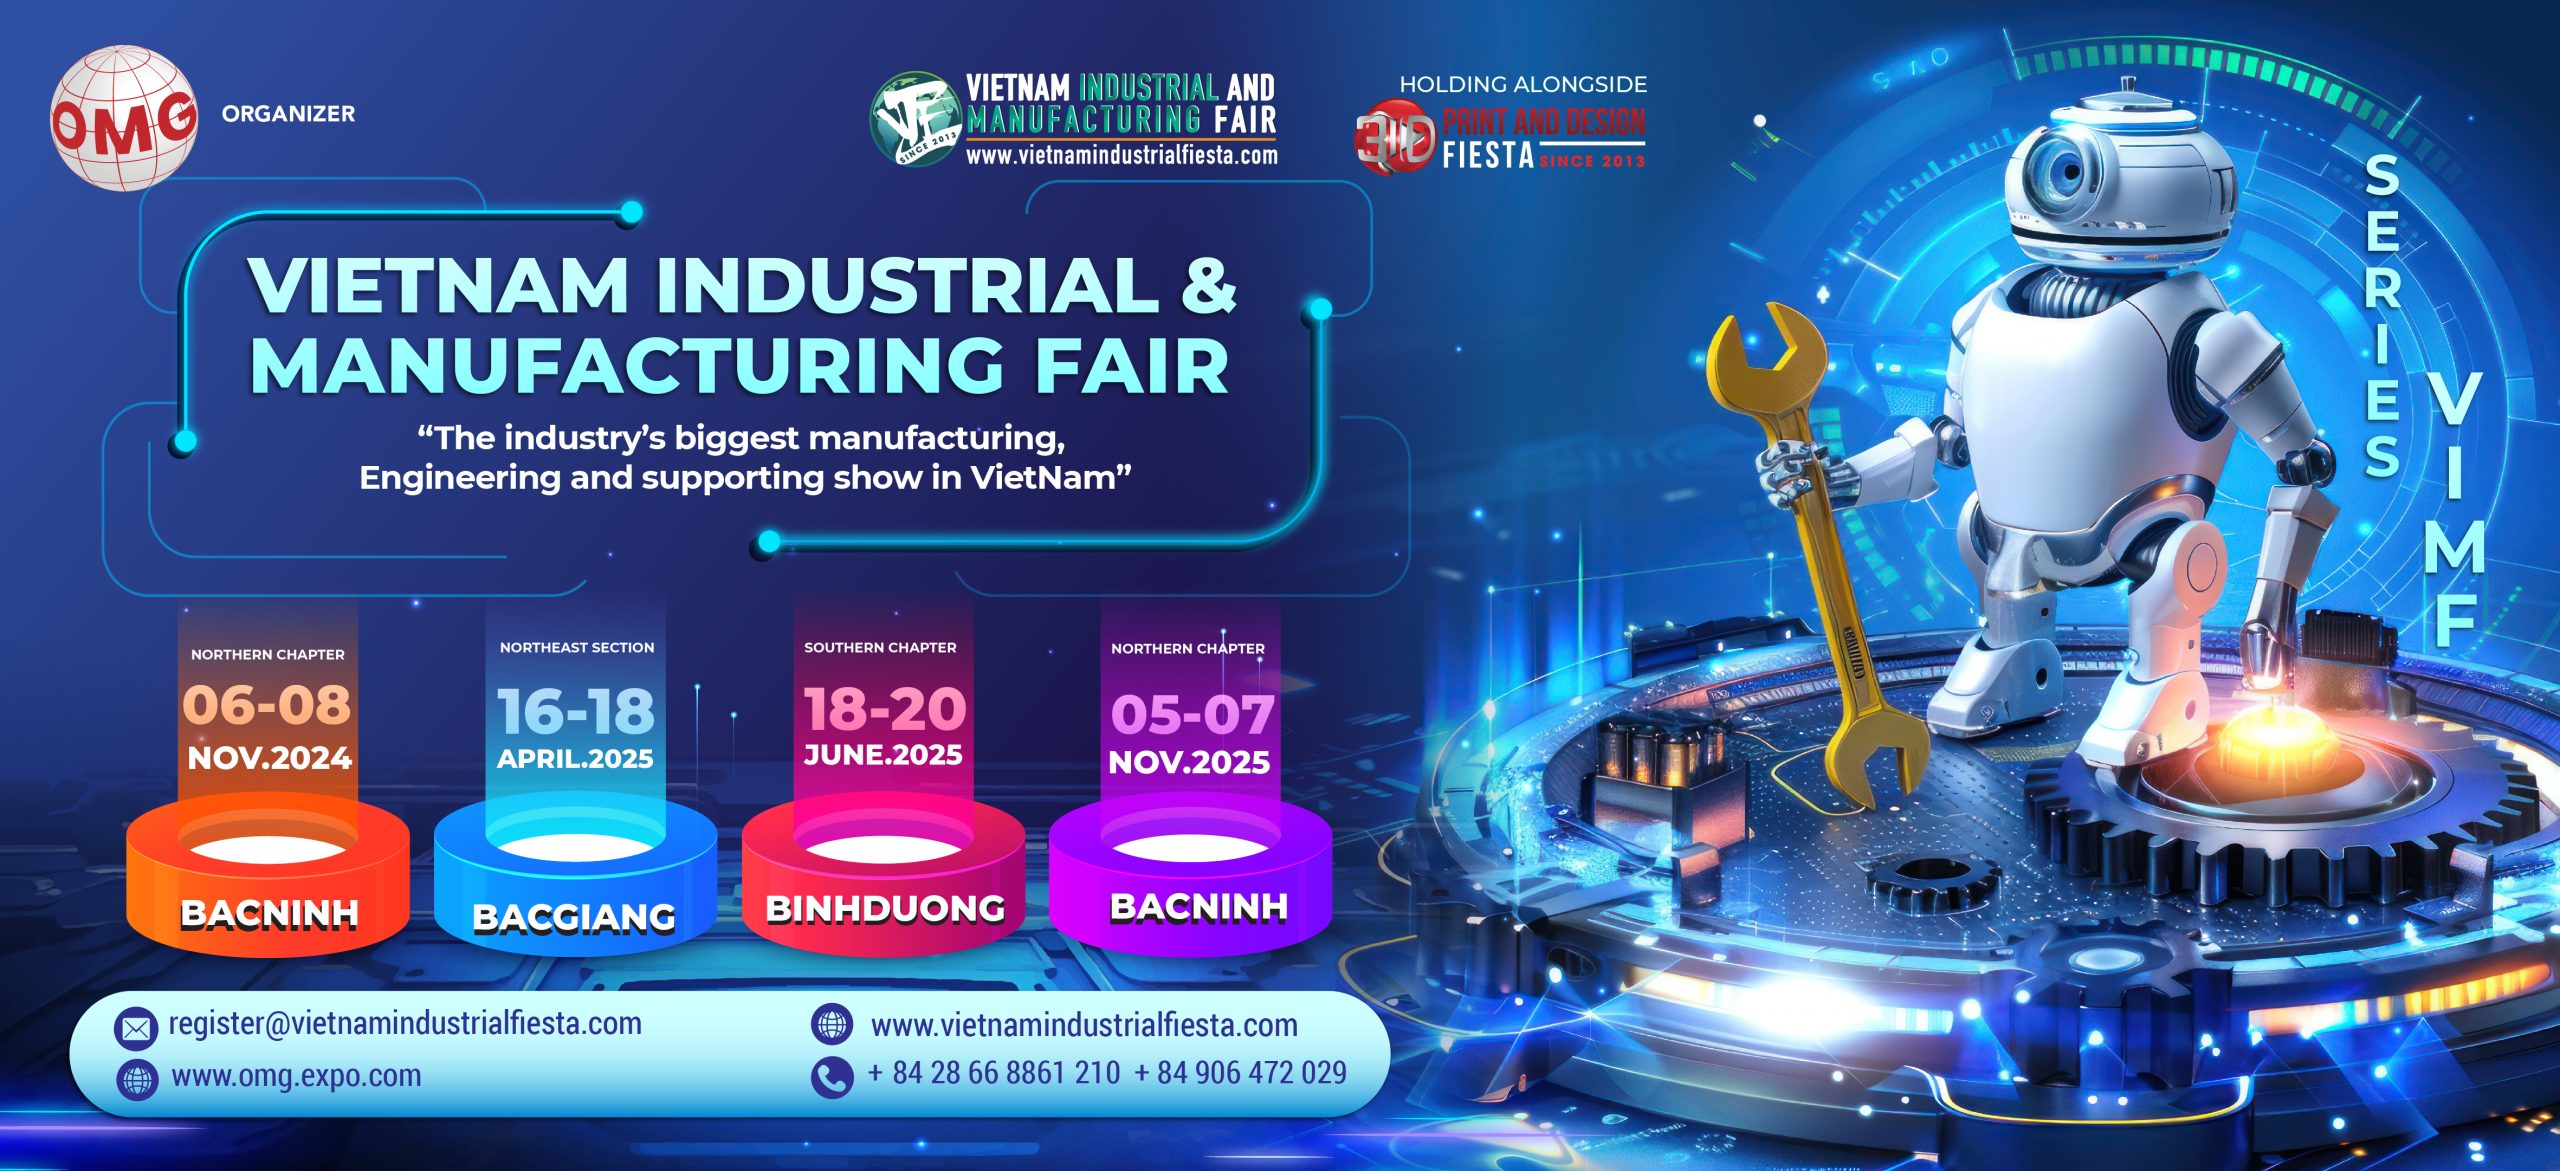 OMG
ORGANIZER
VIF
SINCE 2013
VIETNAM INDUSTRIAL AND
MANUFACTURING FAIR
www.vietnamindustrialfiesta.com
HOLDING ALONGSIDE
3D PRINT AND DESIGN
FIESTA SINCE 2013
VIETNAM INDUSTRIAL &
MANUFACTURING FAIR
“The industry’s biggest manufacturing,
Engineering and supporting show in VietNam”
SERIES
VIMF
NORTHERN CHAPTER
06-08
NOV.2024
BACNINH
NORTHEAST SECTION
16-18
APRIL.2025
BACGIANG
SOUTHERN CHAPTER
18-20
JUNE.2025
BINHDUONG
NORTHERN CHAPTER
05-07
NOV.2025
BACNINH
register@vietnamindustrialfiesta.com
www.omg.expo.com
www.vietnamindustrialfiesta.com
+ 84 28 66 8861 210 + 84 906 472 029